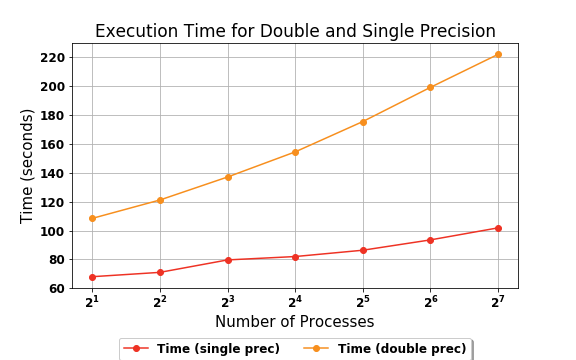 Execution Time for Double and Single Precision
220
200
180
160
140
120
100
80
60
Time (seconds)
2¹ 2² 2³ 2⁴ 2⁵ 2⁶ 2⁷
Number of Processes
Time (single prec) Time (double prec)